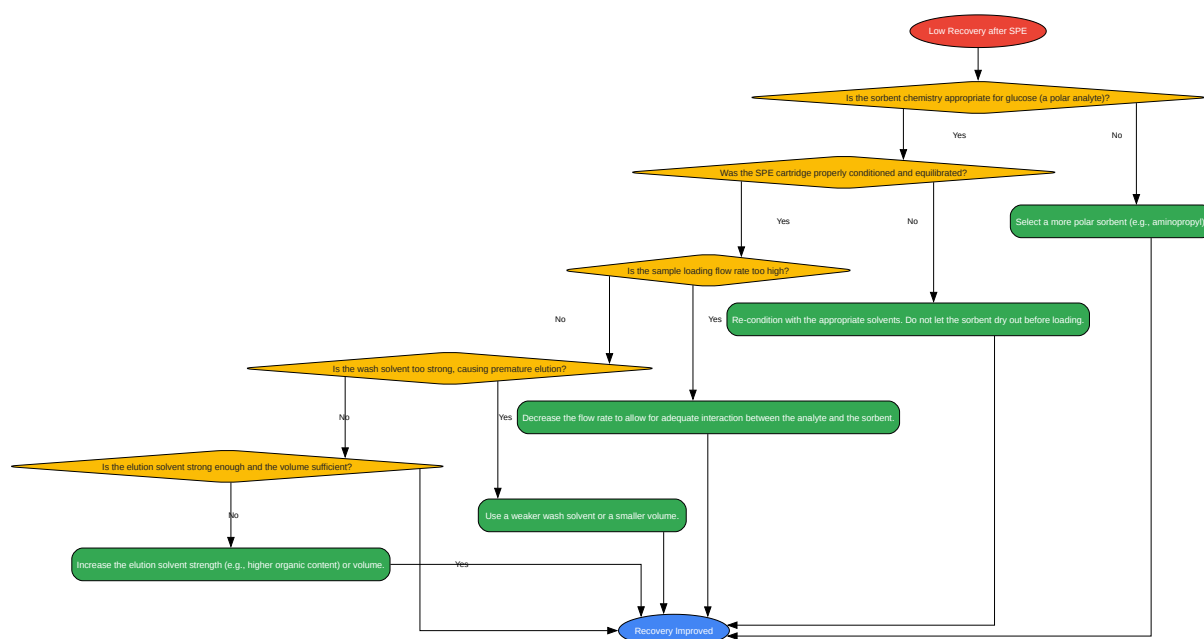 Low Recovery after SPE
Is the sorbent chemistry appropriate for glucose (a polar analyte)?
Yes
No
Was the SPE cartridge properly conditioned and equilibrated?
Yes
No
Select a more polar sorbent (e.g., aminopropyl)
Is the sample loading flow rate too high?
No
Yes
Re-condition with the appropriate solvents. Do not let the sorbent dry out before loading.
Is the wash solvent too strong, causing premature elution?
No
Yes
Decrease the flow rate to allow for adequate interaction between the analyte and the sorbent.
Is the elution solvent strong enough and the volume sufficient?
No
Use a weaker wash solvent or a smaller volume.
Increase the elution solvent strength (e.g., higher organic content) or volume.
Yes
Recovery Improved